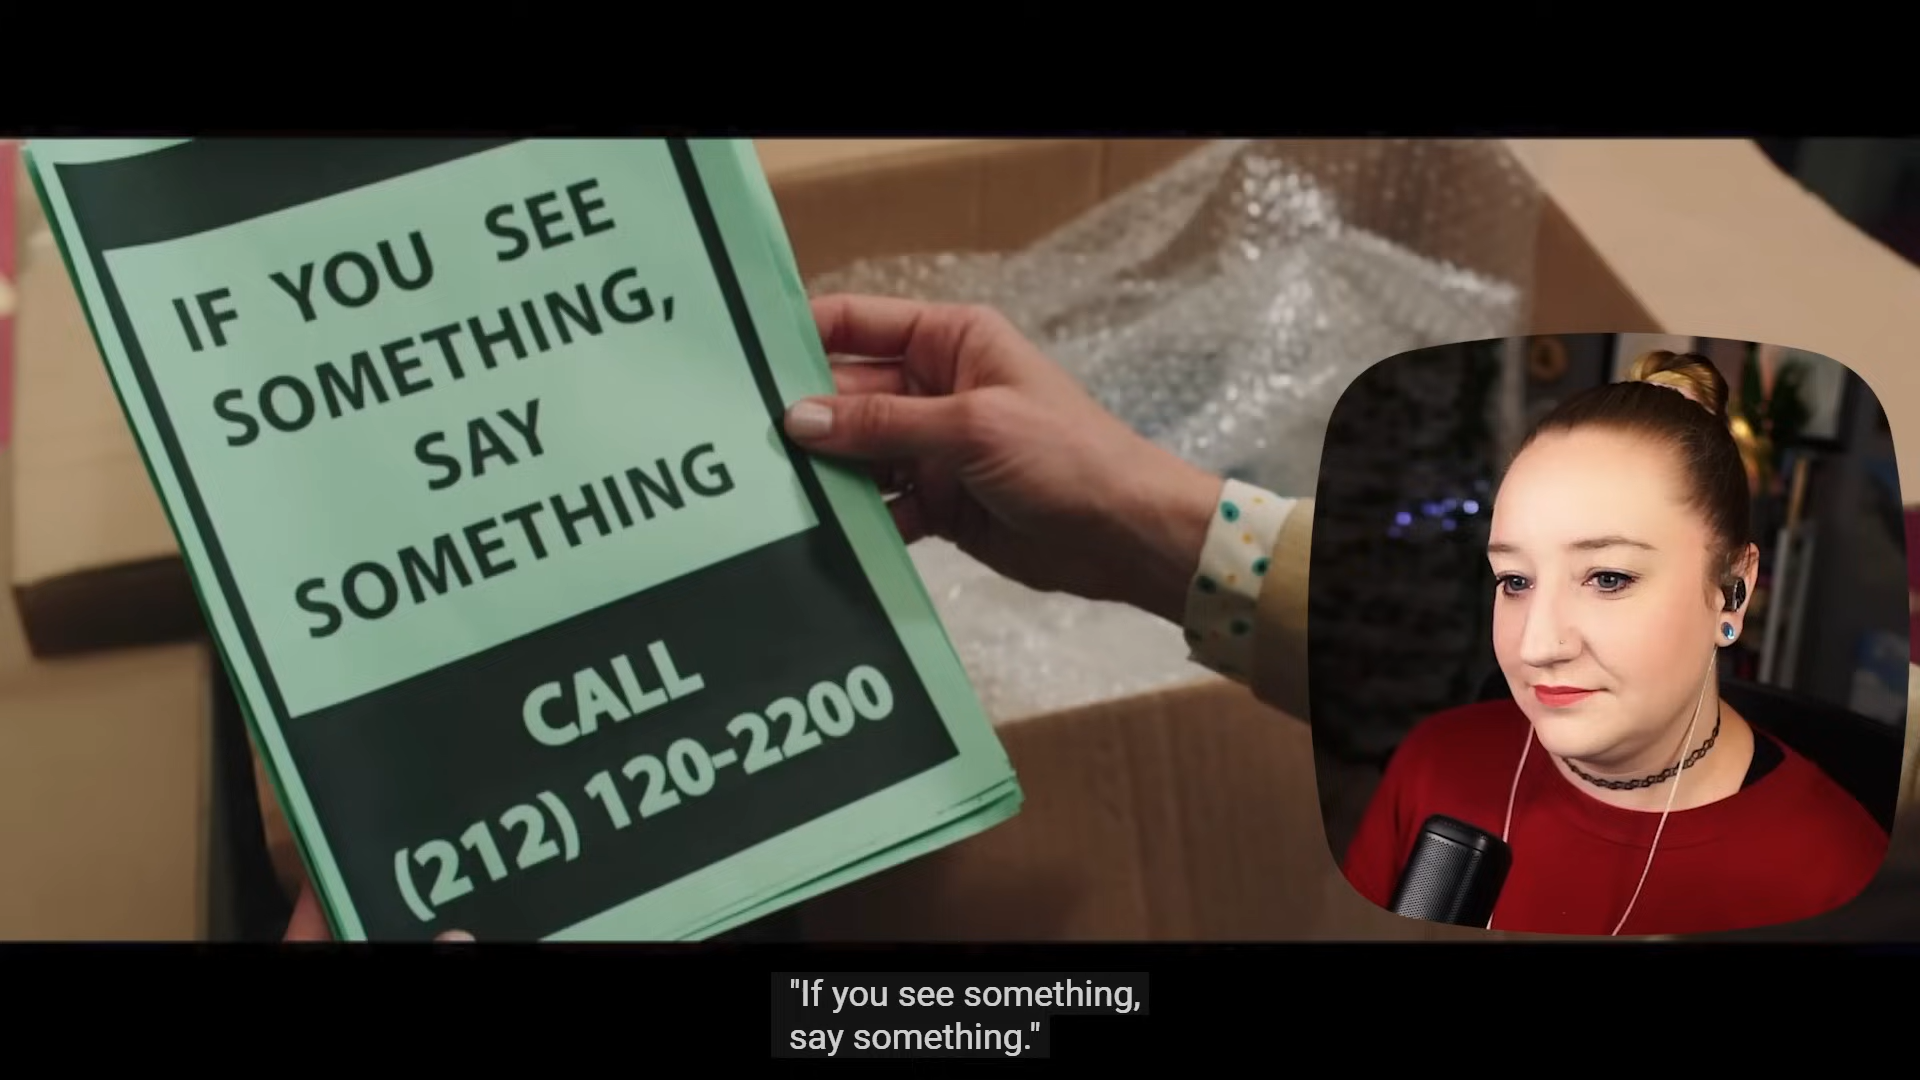 IF YOU SEE
SOMETHING,
SAY
SOMETHING
CALL
(212) 120-2200
"If you see something,
say something."